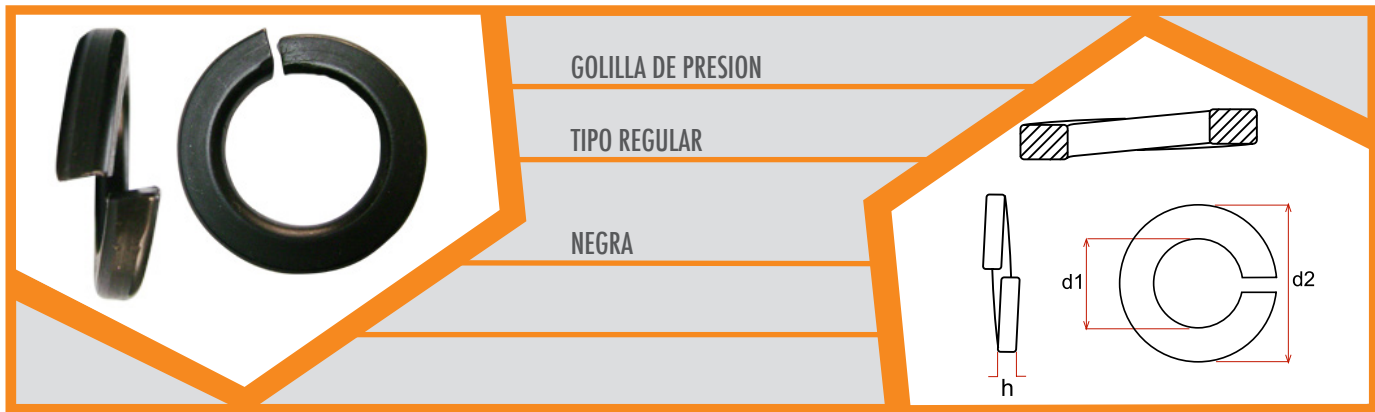 GOLILLA DE PRESION
TIPO REGULAR
NEGRA
d1
d2
h